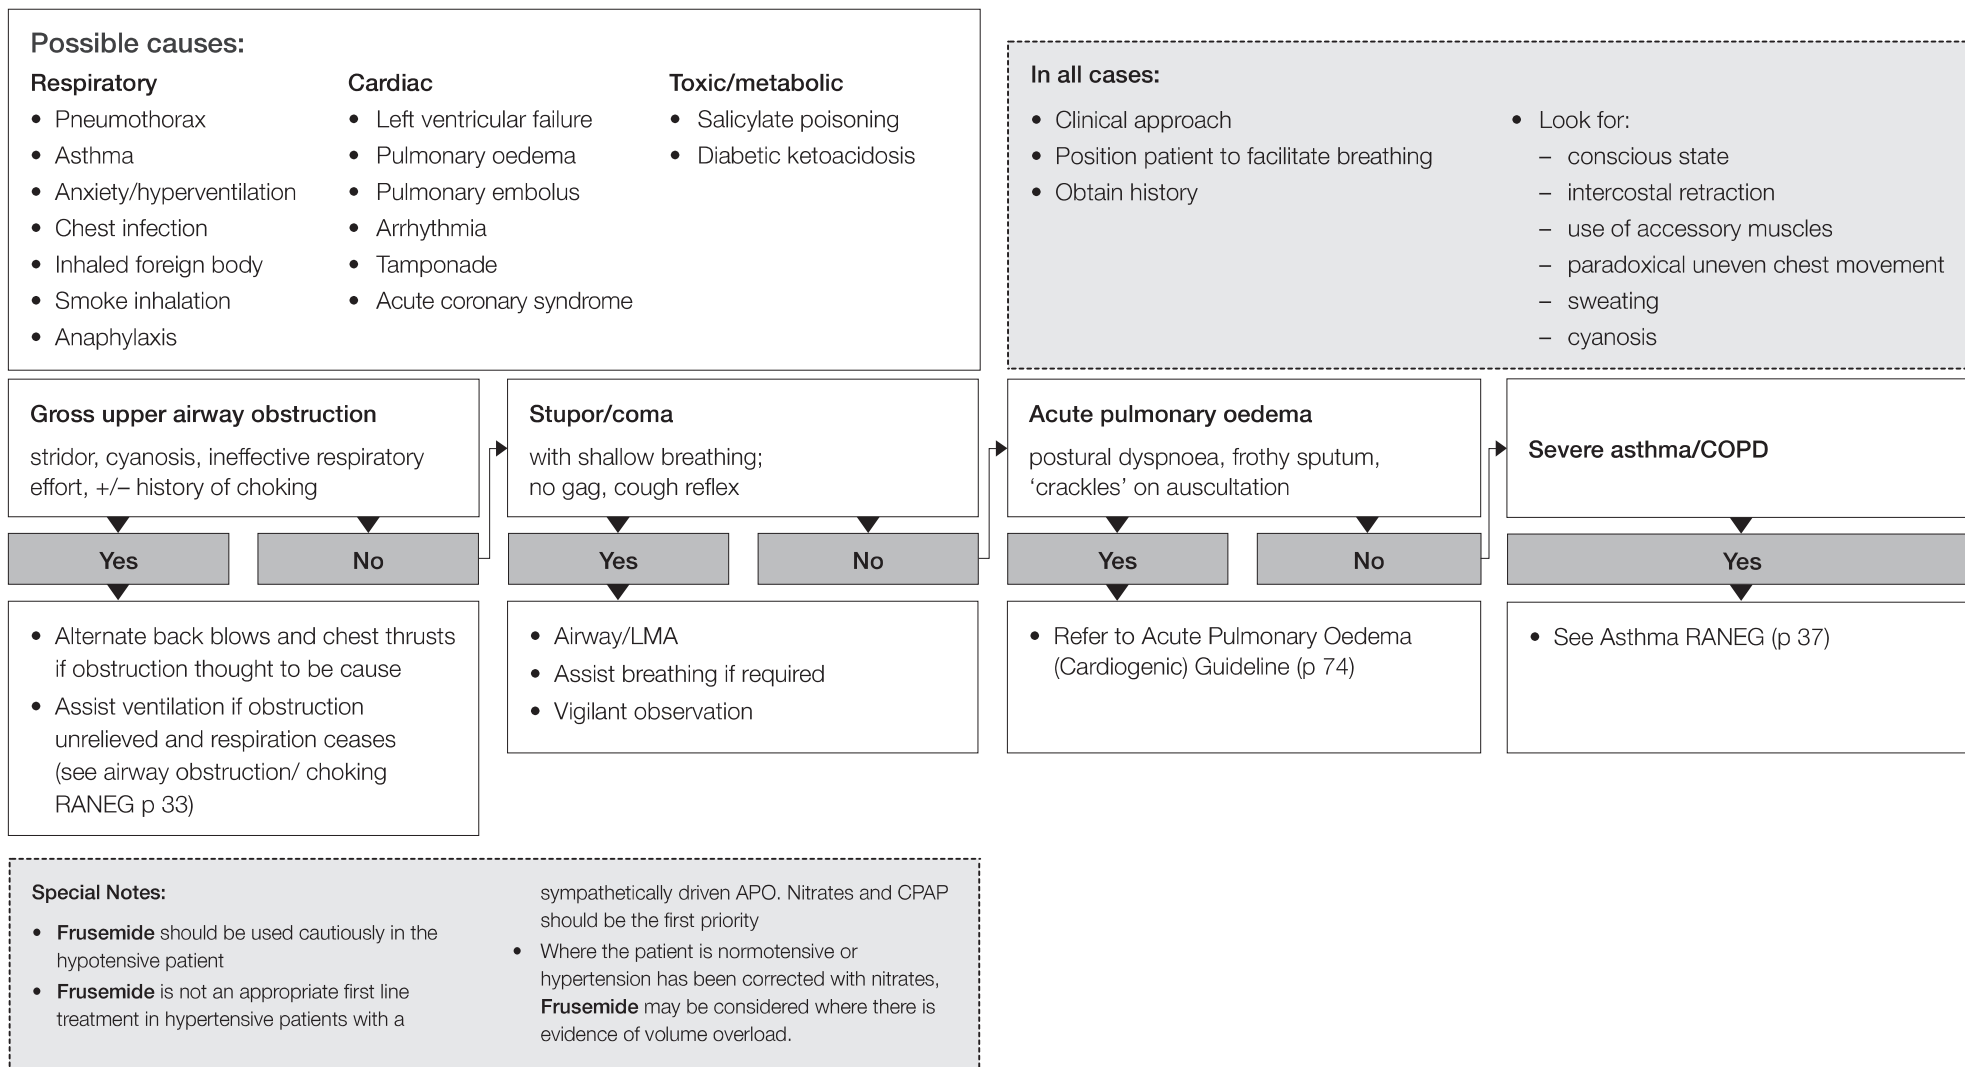 Possible causes:
Respiratory
• Pneumothorax
• Asthma
• Anxiety/hyperventilation
• Chest infection
• Inhaled foreign body
• Smoke inhalation
• Anaphylaxis
Cardiac
• Left ventricular failure
• Pulmonary oedema
• Pulmonary embolus
• Arrhythmia
• Tamponade
• Acute coronary syndrome
Toxic/metabolic
• Salicylate poisoning
• Diabetic ketoacidosis
In all cases:
• Clinical approach
• Position patient to facilitate breathing
• Obtain history
• Look for:
– conscious state
– intercostal retraction
– use of accessory muscles
– paradoxical uneven chest movement
– sweating
– cyanosis
Gross upper airway obstruction
stridor, cyanosis, ineffective respiratory
effort, +/– history of choking
Yes
No
• Alternate back blows and chest thrusts
if obstruction thought to be cause
• Assist ventilation if obstruction
unrelieved and respiration ceases
(see airway obstruction/ choking
RANEG p 33)
Stupor/coma
with shallow breathing;
no gag, cough reflex
Yes
No
• Airway/LMA
• Assist breathing if required
• Vigilant observation
Acute pulmonary oedema
postural dyspnoea, frothy sputum,
‘crackles’ on auscultation
Yes
No
• Refer to Acute Pulmonary Oedema
(Cardiogenic) Guideline (p 74)
Severe asthma/COPD
Yes
• See Asthma RANEG (p 37)
Special Notes:
• Frusemide should be used cautiously in the
hypotensive patient
• Frusemide is not an appropriate first line
treatment in hypertensive patients with a
sympathetically driven APO. Nitrates and CPAP
should be the first priority
• Where the patient is normotensive or
hypertension has been corrected with nitrates,
Frusemide may be considered where there is
evidence of volume overload.